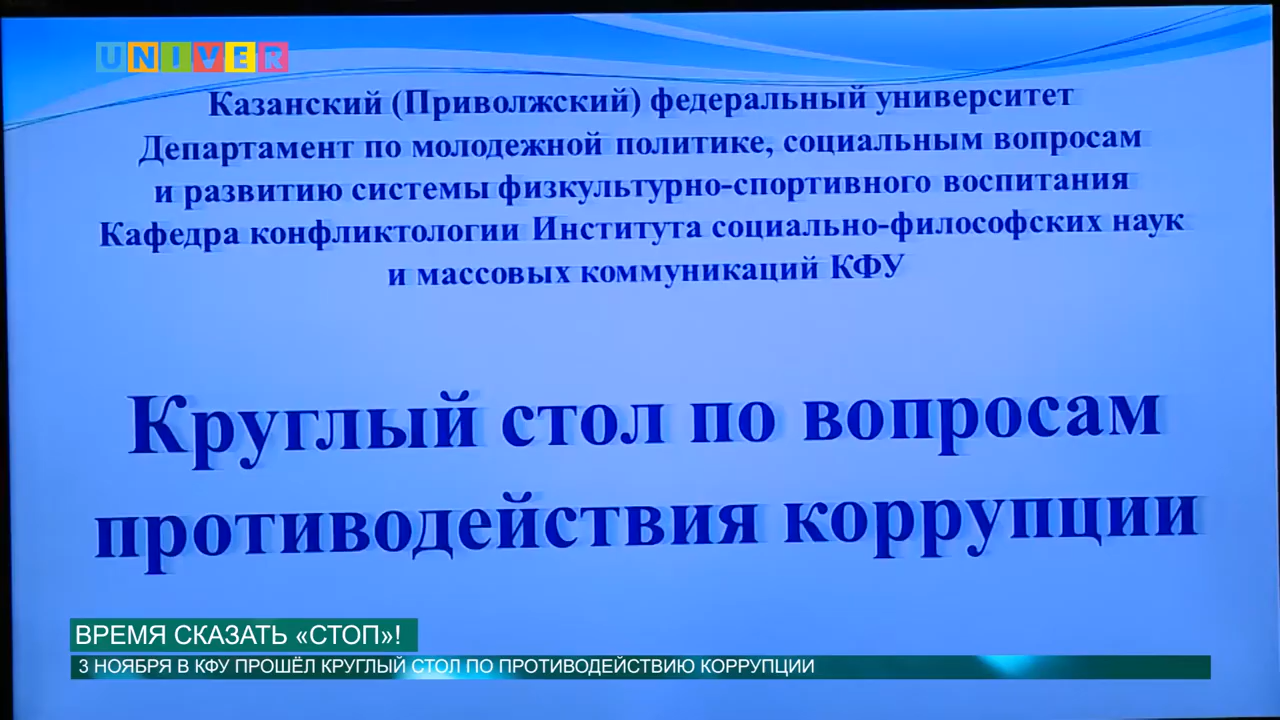 UNIVER
Казанский (Приволжский) федеральный университет
Департамент по молодежной политике, социальным вопросам
и развитию системы физкультурно-спортивного воспитания
Кафедра конфликтологии Института социально-философских наук
и массовых коммуникаций КФУ
Круглый стол по вопросам
противодействия коррупции
ВРЕМЯ СКАЗАТЬ «СТОП»!
3 НОЯБРЯ В КФУ ПРОШЁЛ КРУГЛЫЙ СТОЛ ПО ПРОТИВОДЕЙСТВИЮ КОРРУПЦИИ